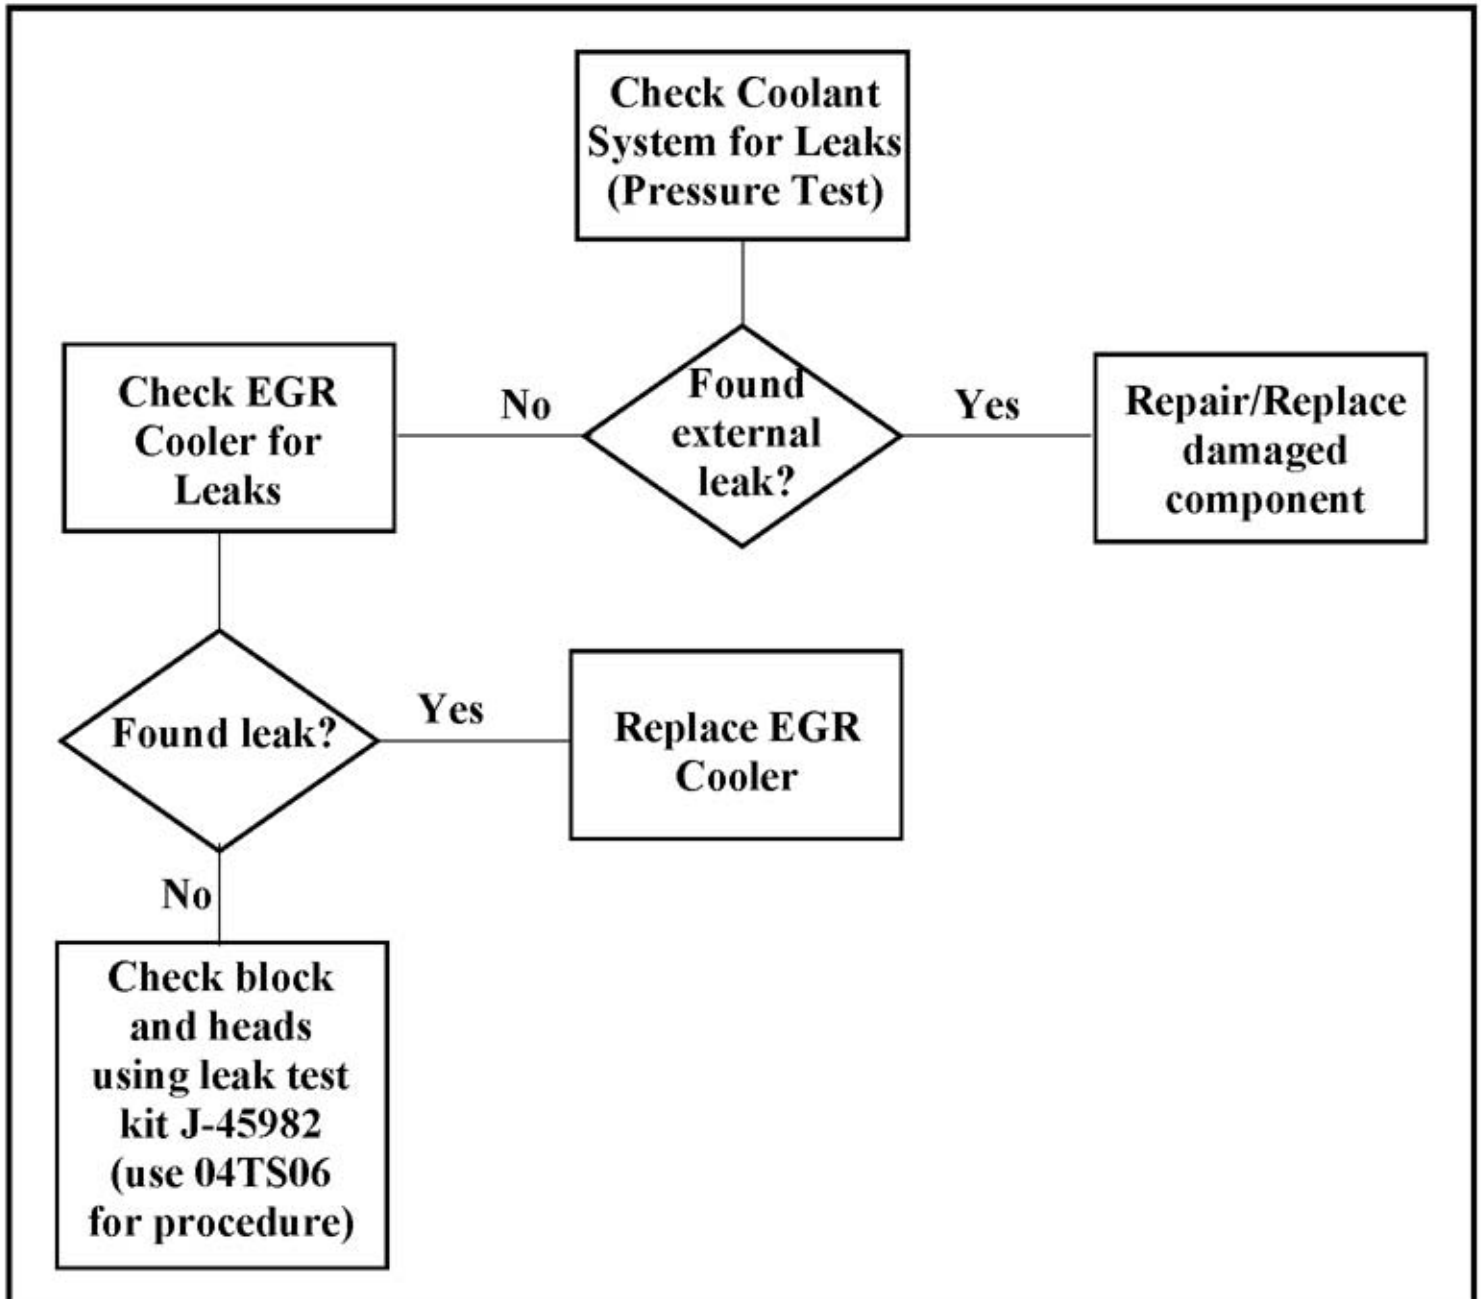 Check Coolant
System for Leaks
(Pressure Test)
Found
external
leak?
No
Yes
Check EGR
Cooler for
Leaks
Repair/Replace
damaged
component
Found leak?
Yes
Replace EGR
Cooler
No
Check block
and heads
using leak test
kit J-45982
(use 04TS06
for procedure)